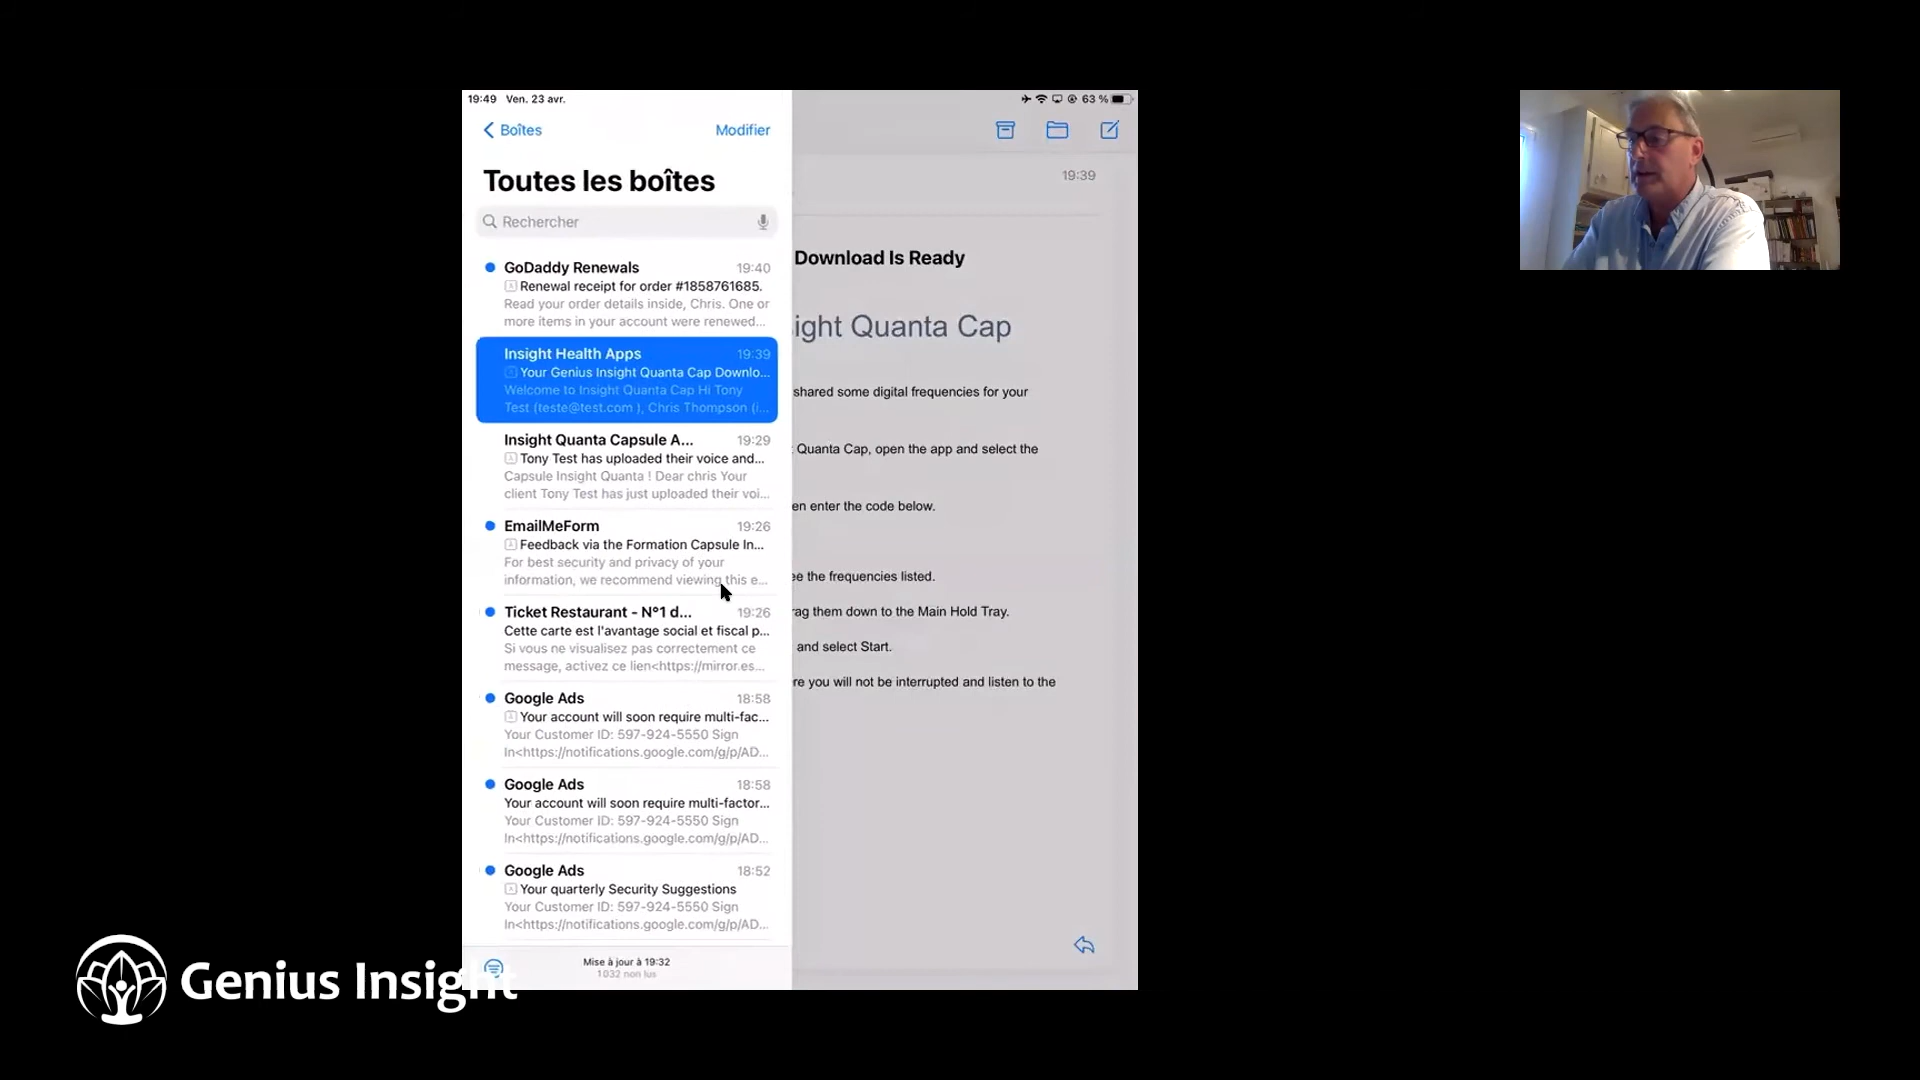 19:49 Ven. 23 avr.
63 %
Boîtes
Modifier
Toutes les boîtes
Rechercher
GoDaddy Renewals 19:40
Renewal receipt for order #1858761685.
Read your order details inside, Chris. One or
more items in your account were renewed...
Insight Health Apps 19:39
Your Genius Insight Quanta Cap Downlo...
Welcome to Insight Quanta Cap Hi Tony
Test (teste@test.com ), Chris Thompson (i...
Insight Quanta Capsule A... 19:29
Tony Test has uploaded their voice and...
Capsule Insight Quanta ! Dear chris Your
client Tony Test has just uploaded their voi...
EmailMeForm 19:26
Feedback via the Formation Capsule In...
For best security and privacy of your
information, we recommend viewing this e...
Ticket Restaurant - N°1 d... 19:26
Cette carte est l'avantage social et fiscal p...
Si vous ne visualisez pas correctement ce
message, activez ce lien<https://mirror.es...
Google Ads 18:58
Your account will soon require multi-fac...
Your Customer ID: 597-924-5550 Sign
In<https://notifications.google.com/g/p/AD...
Google Ads 18:58
Your account will soon require multi-factor...
Your Customer ID: 597-924-5550 Sign
In<https://notifications.google.com/g/p/AD...
Google Ads 18:52
Your quarterly Security Suggestions
Your Customer ID: 597-924-5550 Sign
In<https://notifications.google.com/g/p/AD...
Mise à jour à 19:32
1 032 non lus
19:39
Download Is Ready
ight Quanta Cap
shared some digital frequencies for your
Quanta Cap, open the app and select the
en enter the code below.
ee the frequencies listed.
rag them down to the Main Hold Tray.
and select Start.
re you will not be interrupted and listen to the
Genius Insight